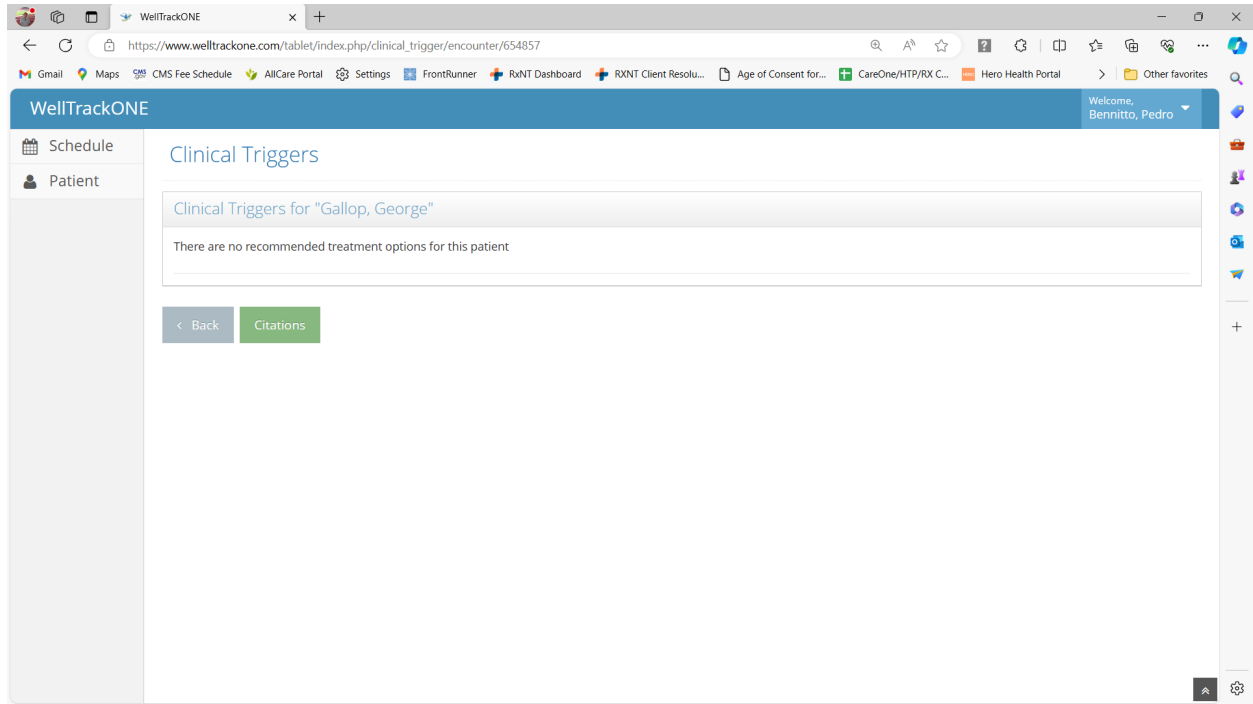 WellTrackONE
https://www.welltrackone.com/tablet/index.php/clinical_trigger/encounter/654857
Gmail Maps CMS Fee Schedule AllCare Portal Settings FrontRunner RxNT Dashboard RXNT Client Resolu... Age of Consent for... CareOne/HTP/RX C... Hero Health Portal Other favorites
WellTrackONE
Welcome,
Bennitto, Pedro
Schedule
Patient
Clinical Triggers
Clinical Triggers for "Gallop, George"
There are no recommended treatment options for this patient
< Back
Citations